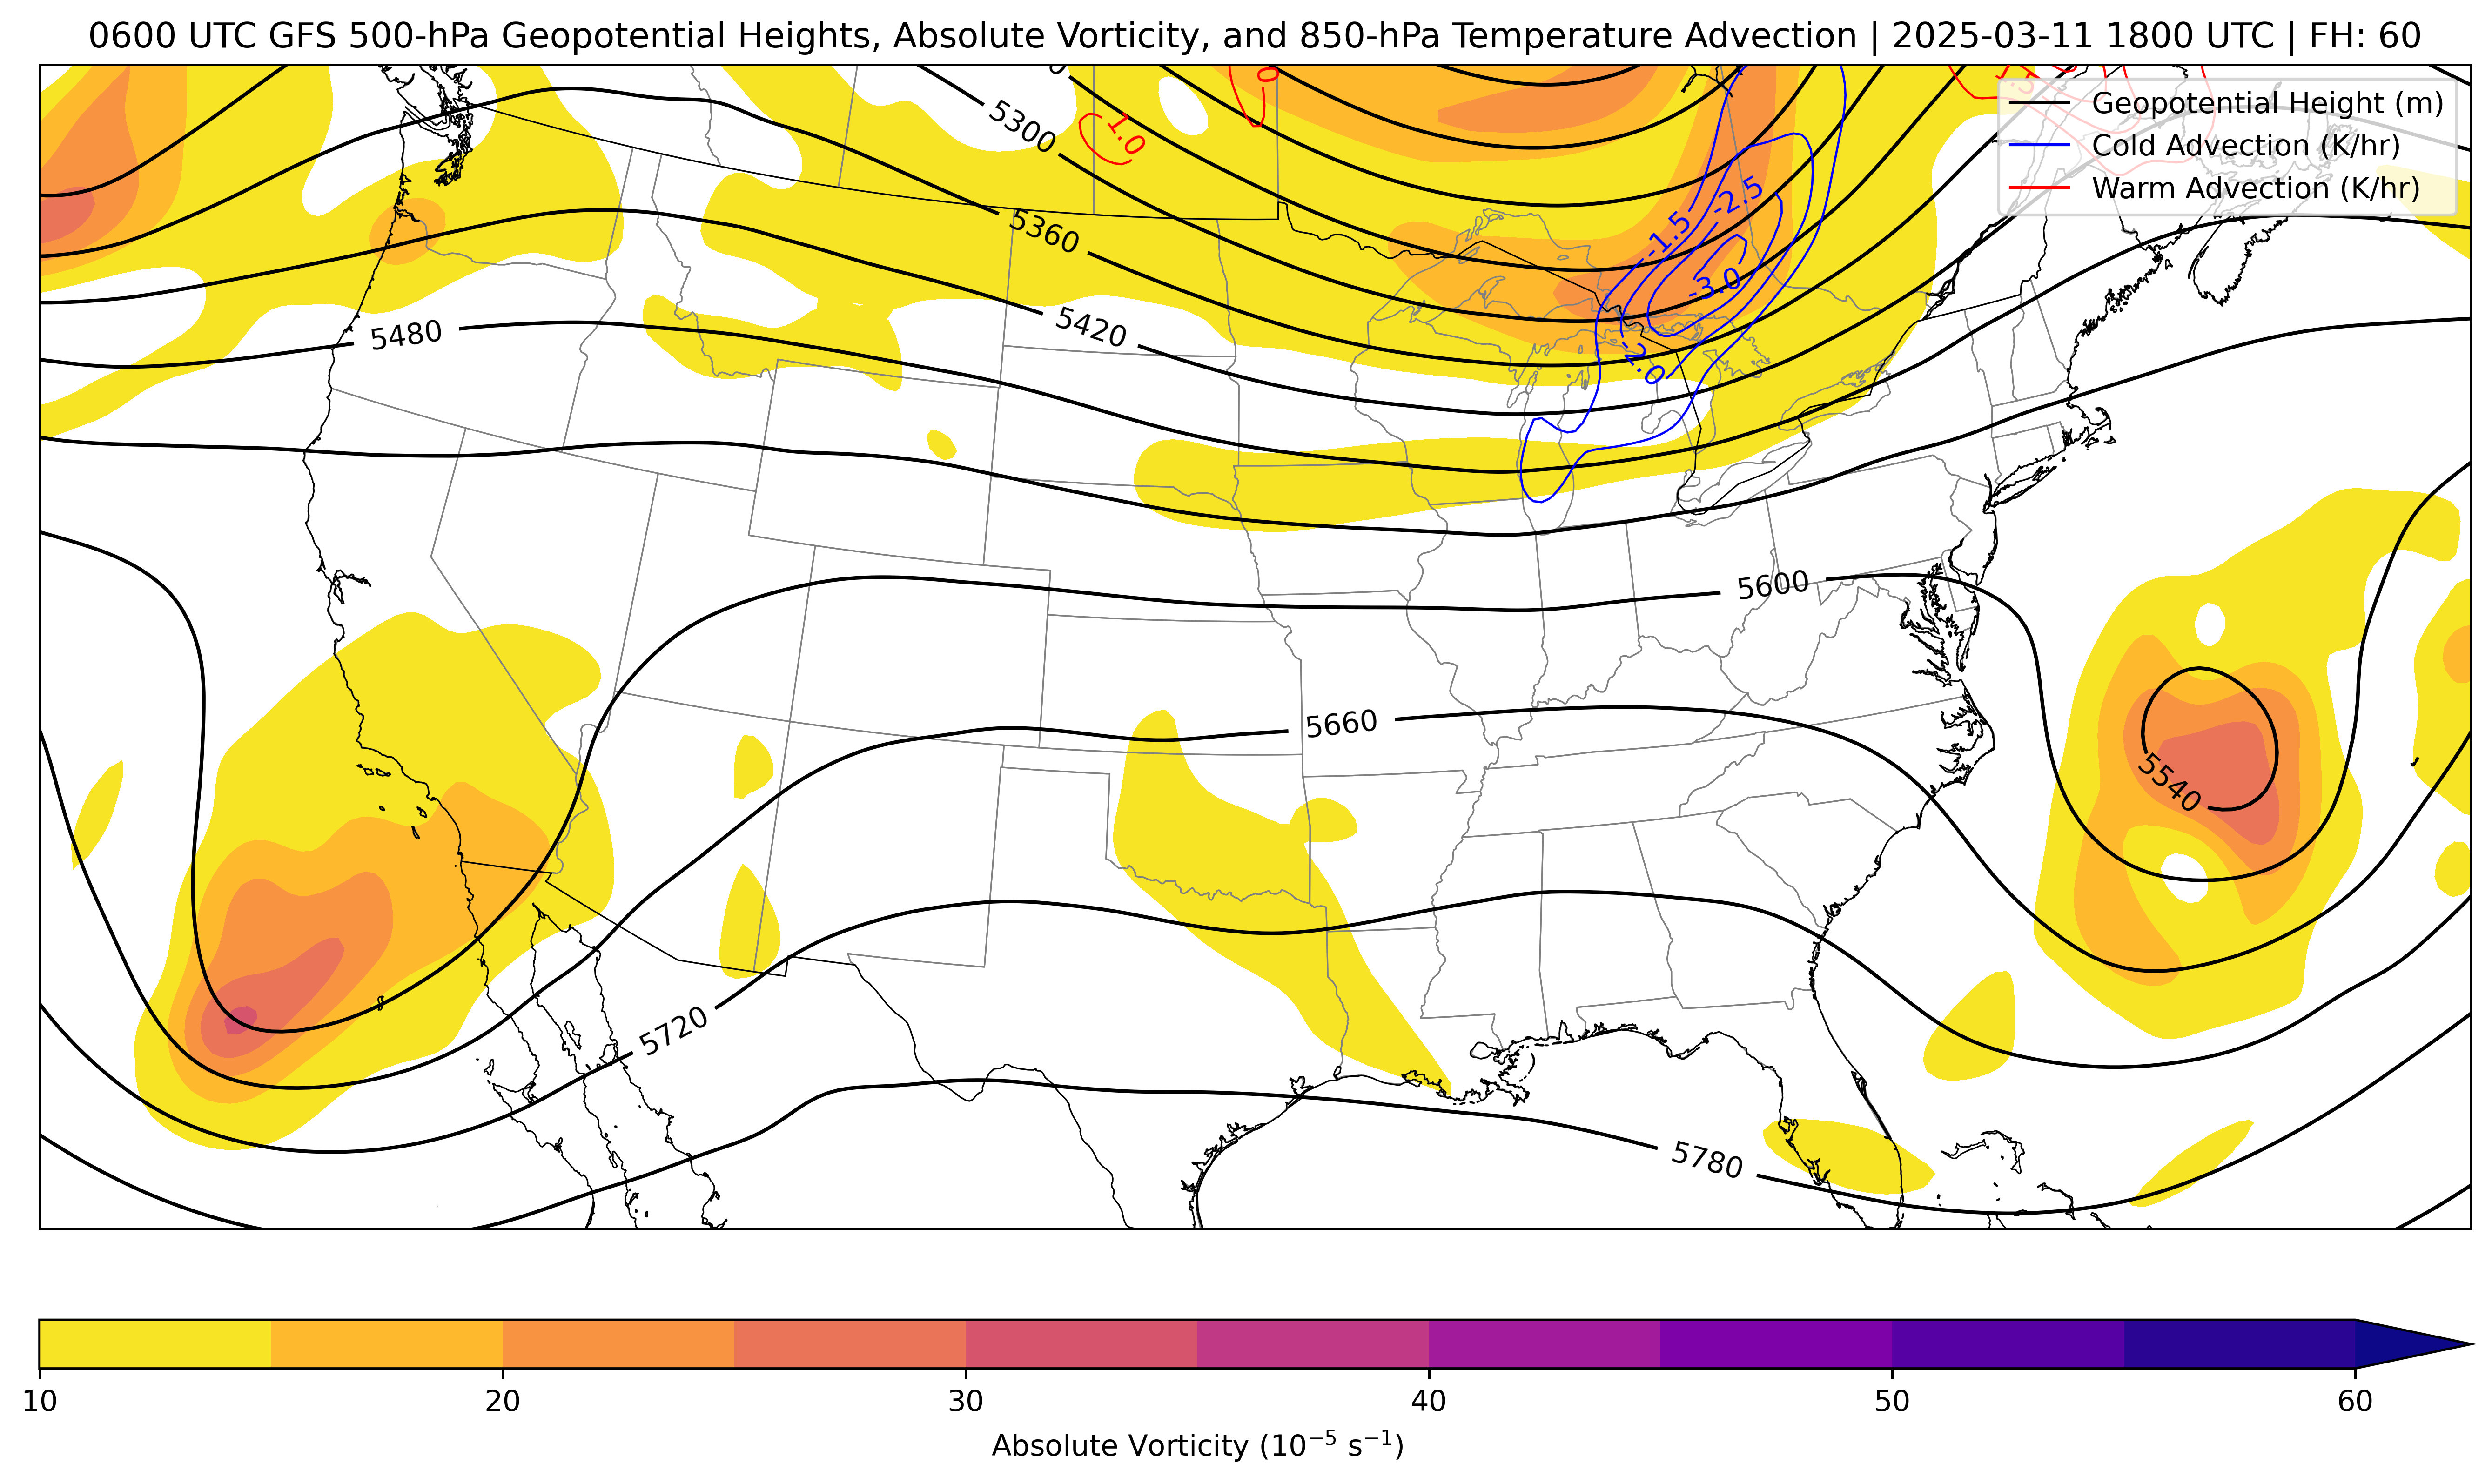 0600 UTC GFS 500-hPa Geopotential Heights, Absolute Vorticity, and 850-hPa Temperature Advection | 2025-03-11 1800 UTC | FH: 60
Geopotential Height (m)
Cold Advection (K/hr)
Warm Advection (K/hr)
5300
1.0
-2.5
-1.5
5360
-3.0
5420
5480
-2.0
5600
5660
5540
5720
5780
10 20 30 40 50 60
Absolute Vorticity (10⁻⁵ s⁻¹)